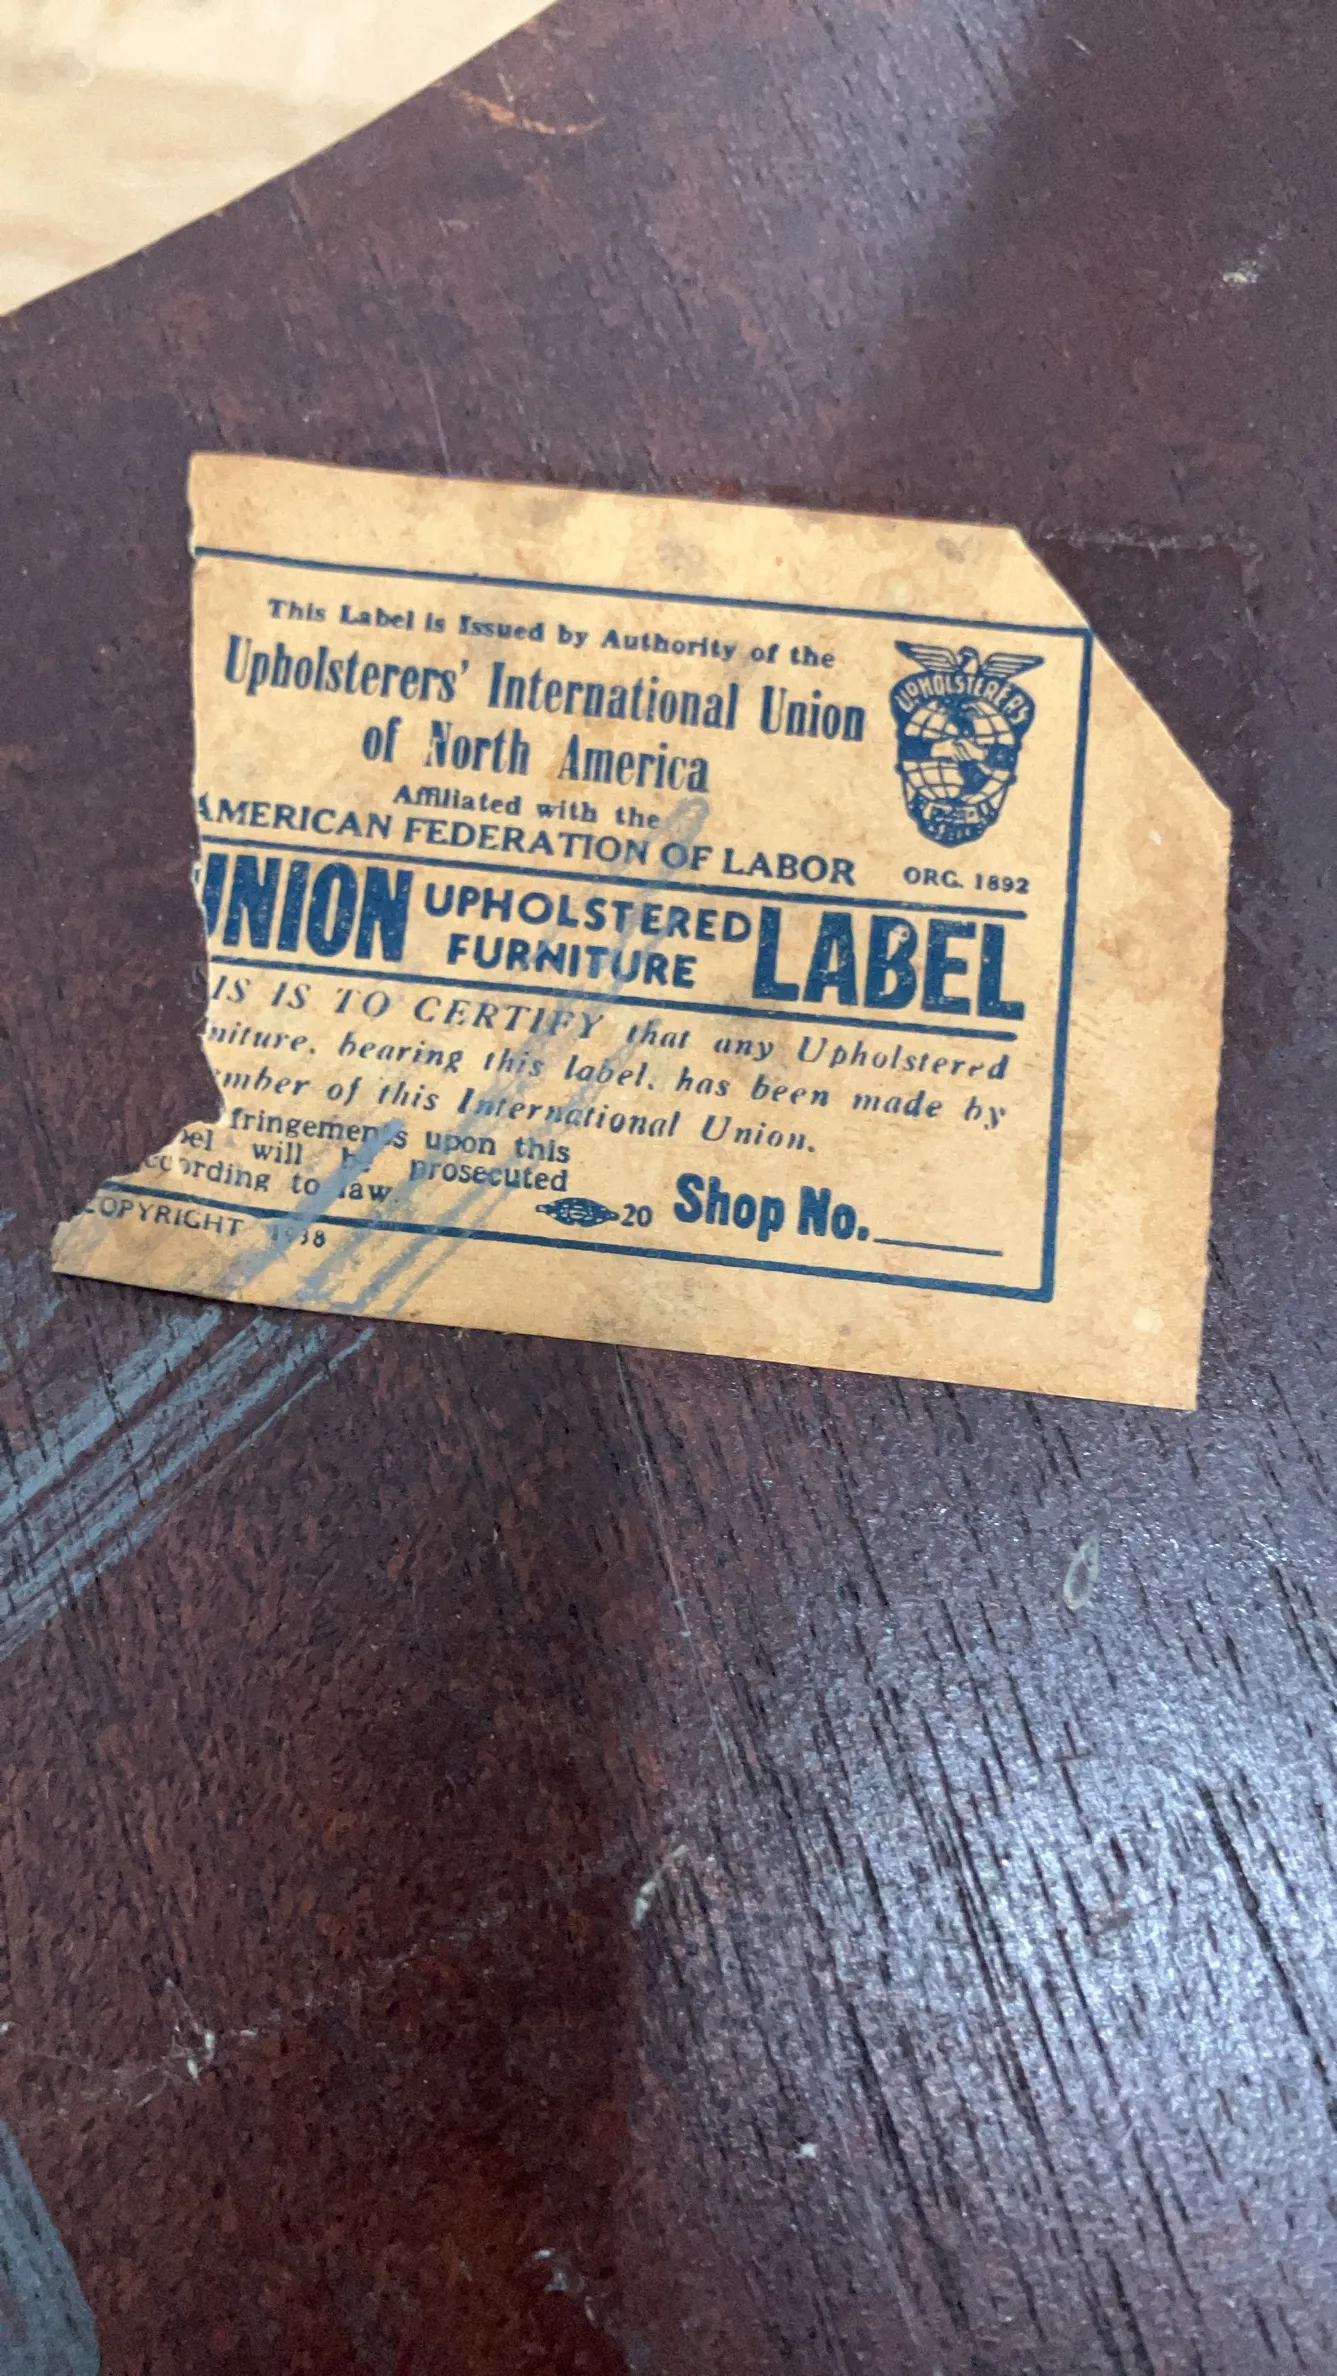 This Label is Issued by Authority of the
Upholsterers' International Union
of North America
Affiliated with the
AMERICAN FEDERATION OF LABOR
UPHOLSTERERS
ORG. 1892
UNION UPHOLSTERED FURNITURE LABEL
IS IS TO CERTIFY that any Upholstered
niture, bearing this label, has been made by
mber of this International Union.
fringements upon this
el will be prosecuted
cording to law.
20 Shop No.
COPYRIGHT